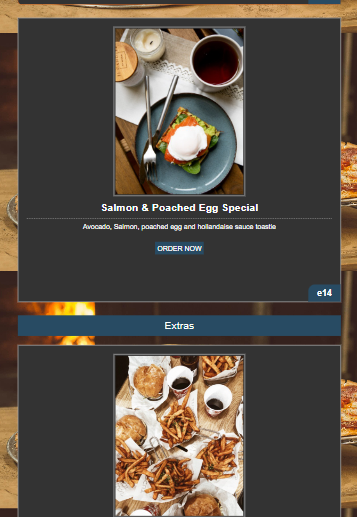 Salmon & Poached Egg Special
Avocado, Salmon, poached egg and hollandaise sauce toastie
ORDER NOW
e14
Extras